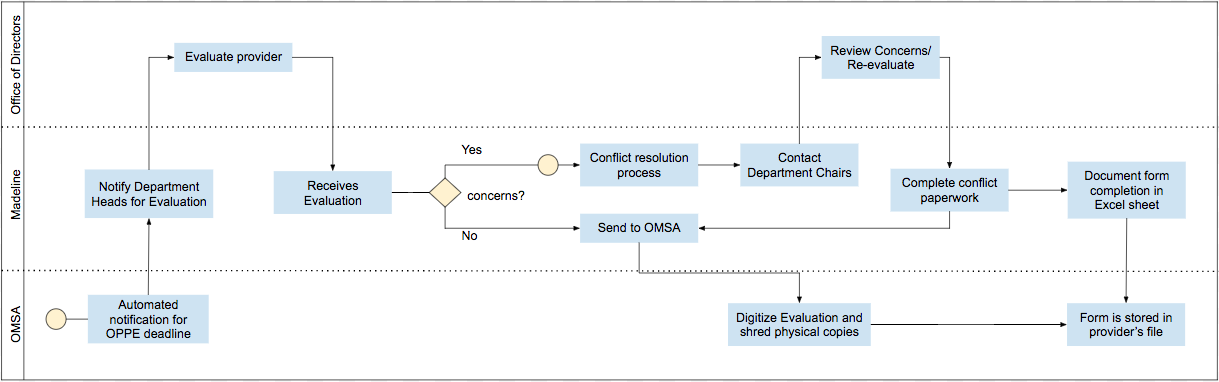 Office of Directors
Evaluate provider
Review Concerns/
Re-evaluate
Madeline
Notify Department
Heads for Evaluation
Receives
Evaluation
Yes
concerns?
No
Conflict resolution
process
Contact
Department Chairs
Send to OMSA
Complete conflict
paperwork
Document form
completion in
Excel sheet
OMSA
Automated
notification for
OPPE deadline
Digitize Evaluation and
shred physical copies
Form is stored in
provider's file